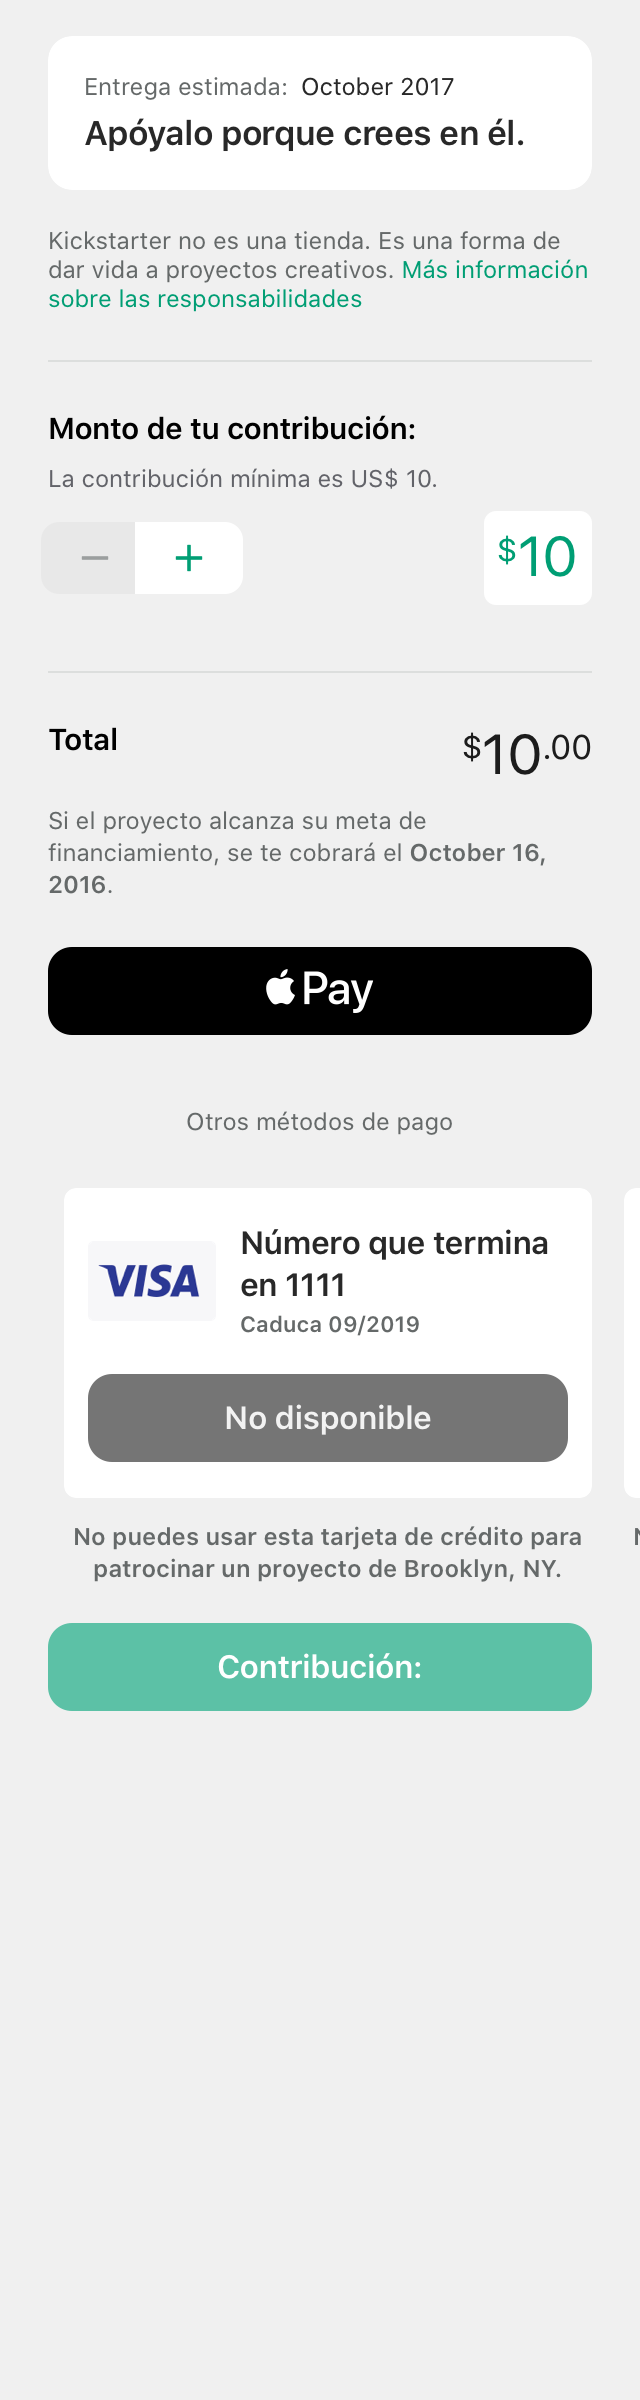 Entrega estimada: October 2017
Apóyalo porque crees en él.
Kickstarter no es una tienda. Es una forma de
dar vida a proyectos creativos. Más información
sobre las responsabilidades
Monto de tu contribución:
La contribución mínima es US$ 10.
$10
Total
$10.00
Si el proyecto alcanza su meta de
financiamiento, se te cobrará el October 16,
2016.
Pay
Otros métodos de pago
VISA
Número que termina
en 1111
Caduca 09/2019
No disponible
No puedes usar esta tarjeta de crédito para
patrocinar un proyecto de Brooklyn, NY.
Contribución: